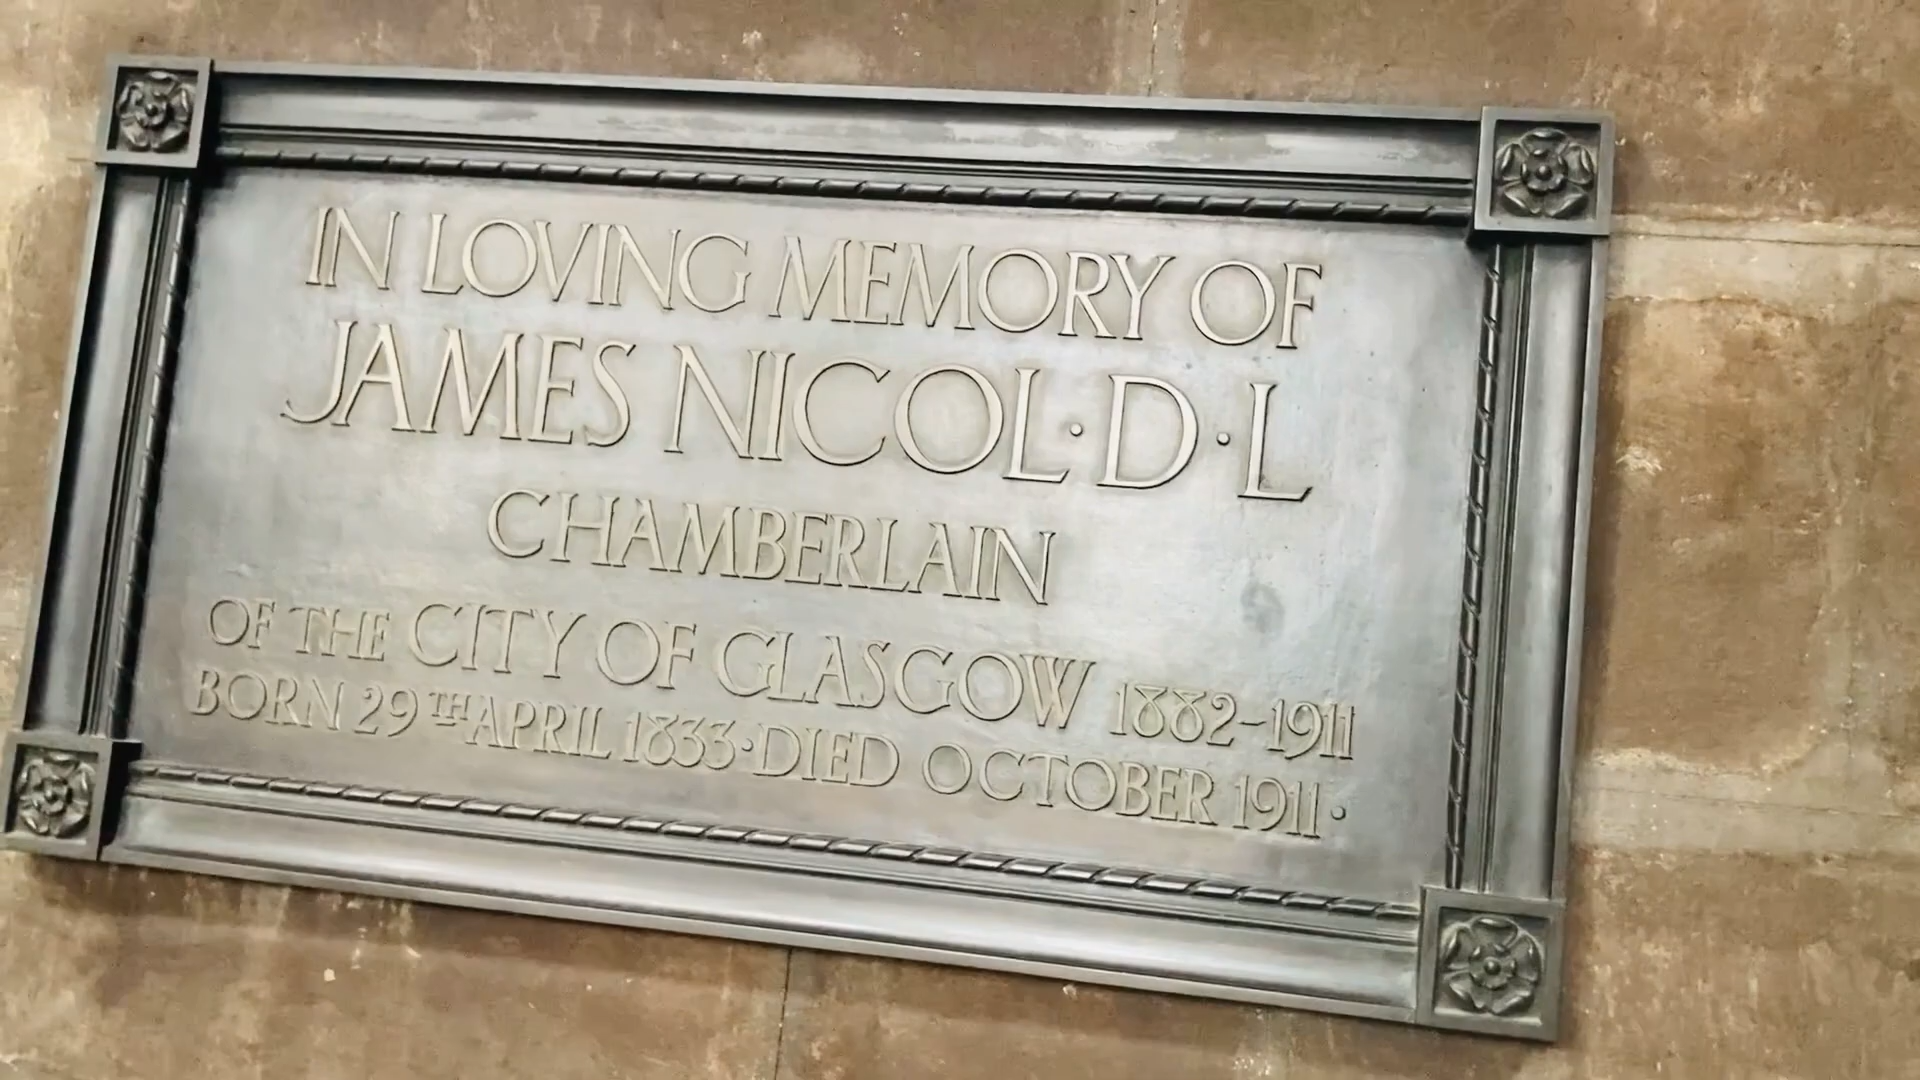 IN LOVING MEMORY OF
JAMES NICOL·D·L
CHAMBERLAIN
OF THE CITY OF GLASGOW 1882-1911
BORN 29TH APRIL 1833·DIED OCTOBER 1911·